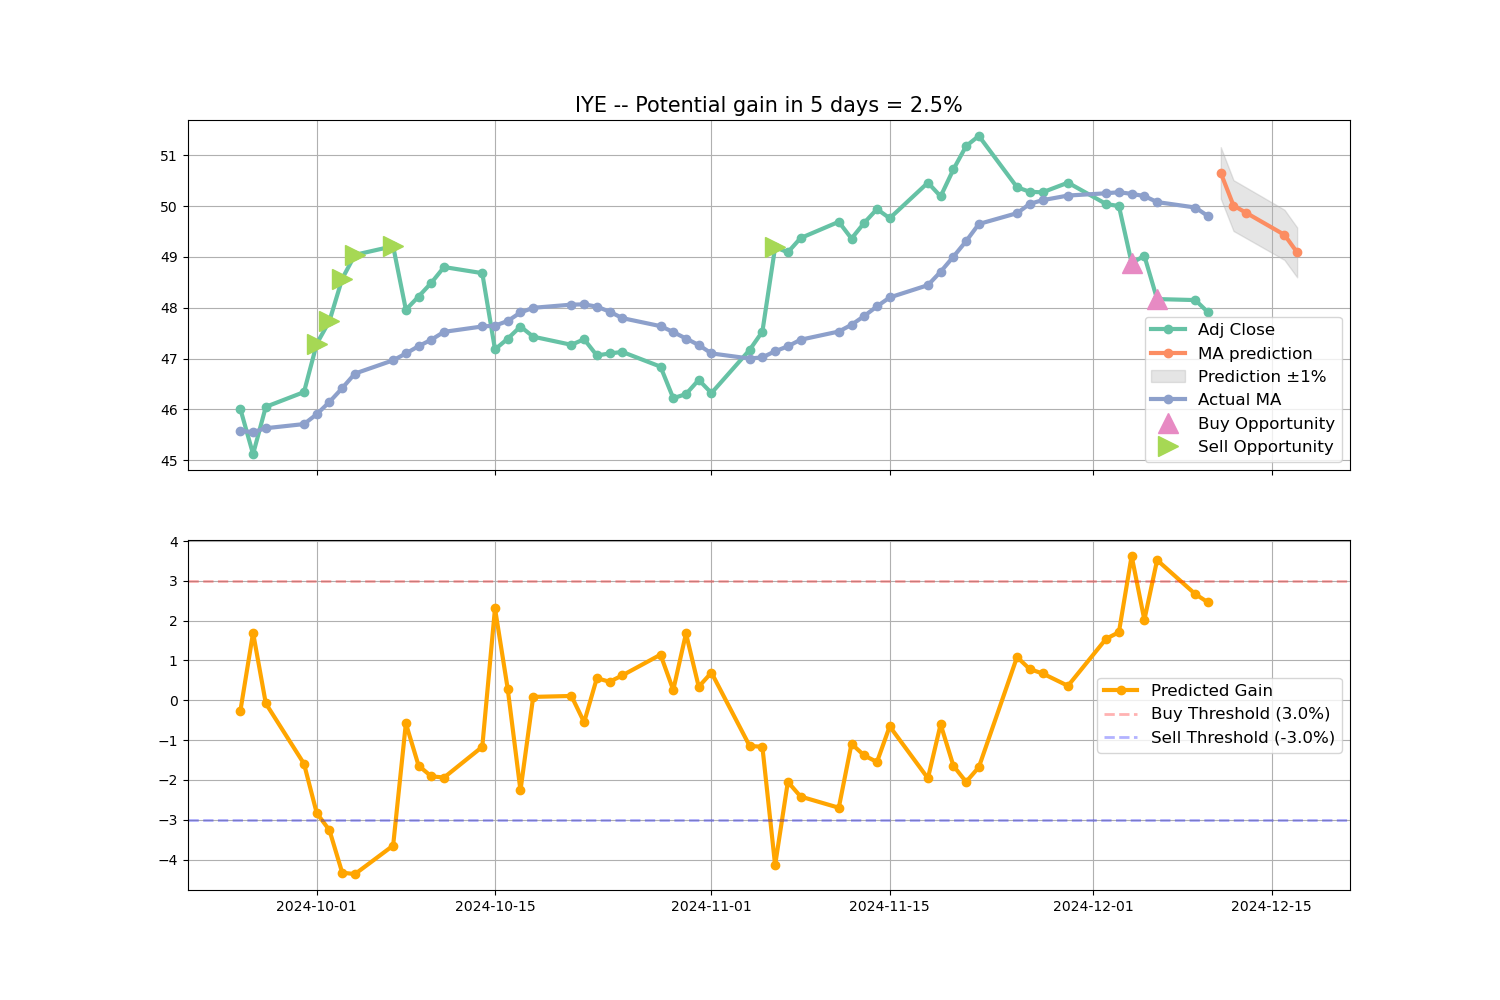 IYE -- Potential gain in 5 days = 2.5%
51
50
49
48
47
46
45
Adj Close
MA prediction
Prediction ±1%
Actual MA
Buy Opportunity
Sell Opportunity
4
3
2
1
0
−1
−2
−3
−4
Predicted Gain
Buy Threshold (3.0%)
Sell Threshold (-3.0%)
2024-10-01
2024-10-15
2024-11-01
2024-11-15
2024-12-01
2024-12-15